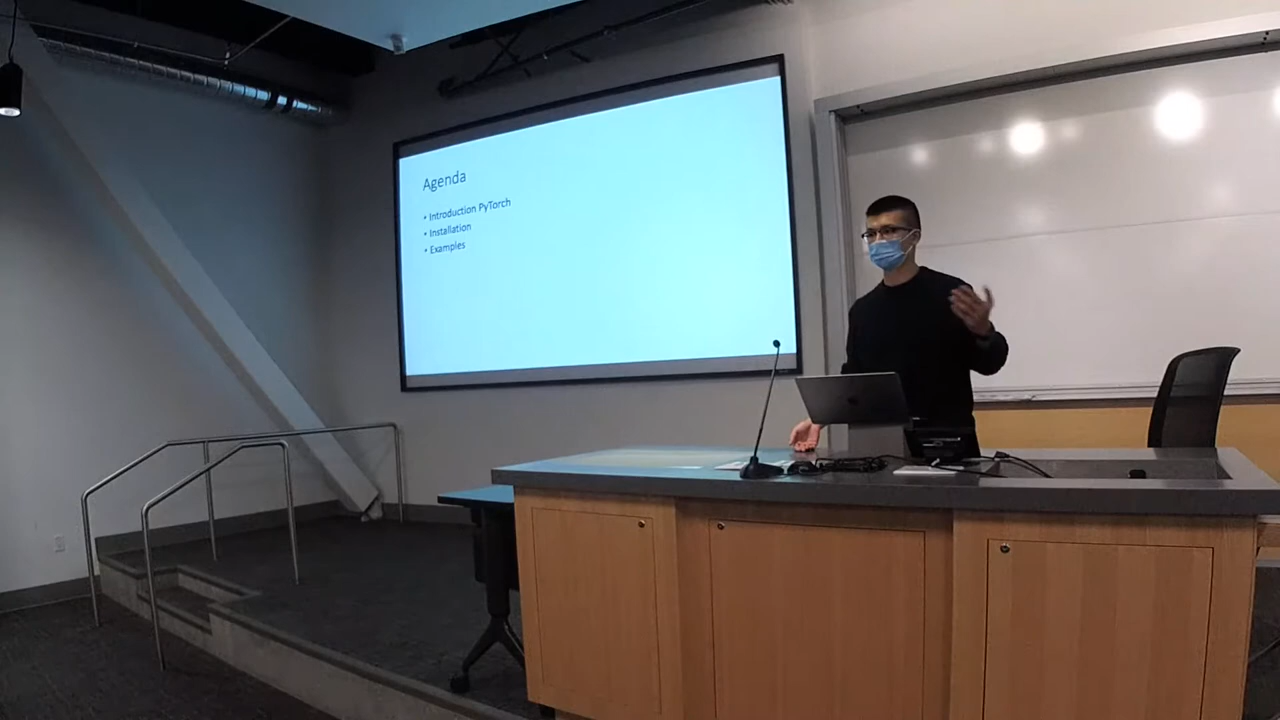 Agenda
• Introduction PyTorch
• Installation
• Examples